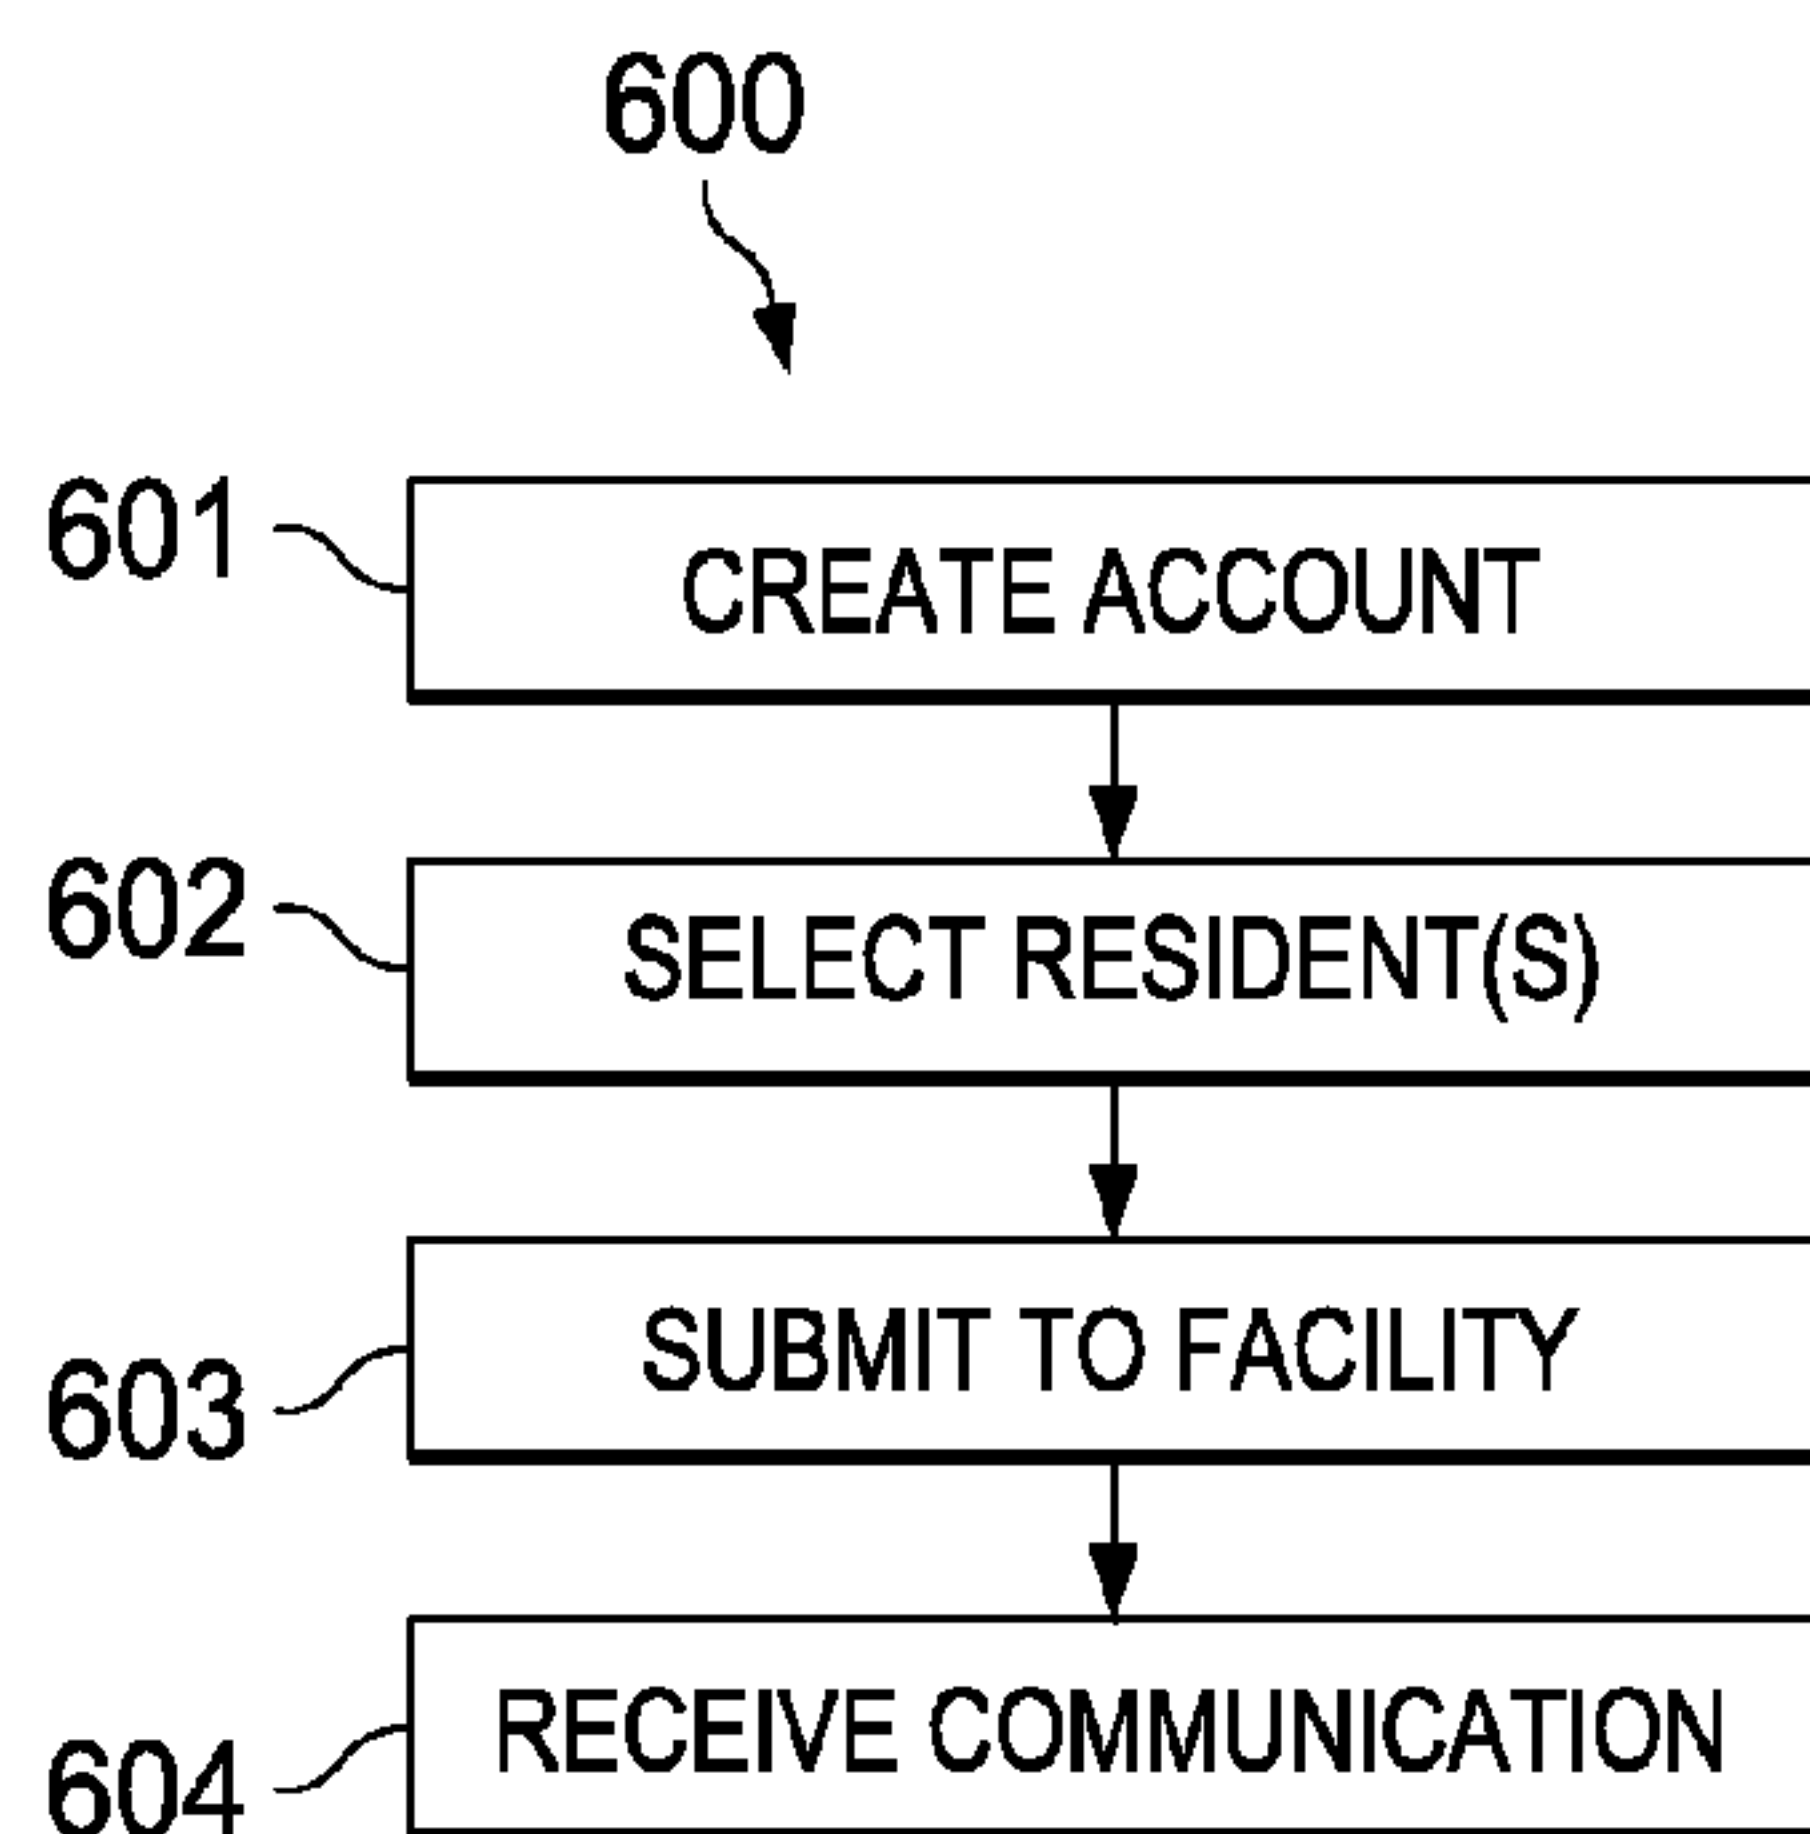 600
601
CREATE ACCOUNT
602
SELECT RESIDENT(S)
603
SUBMIT TO FACILITY
604
RECEIVE COMMUNICATION